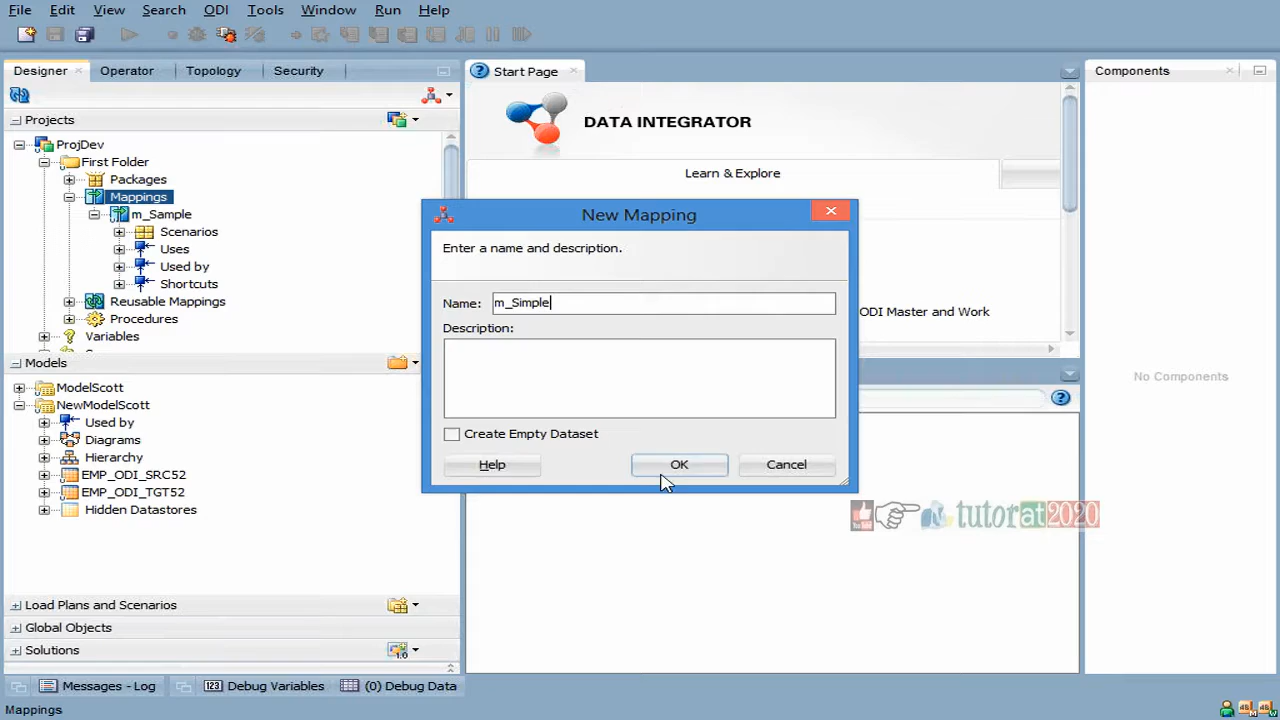 File Edit View Search ODI Tools Window Run Help
Designer Operator Topology Security
Start Page
Components
Projects
ProjDev
First Folder
Packages
Mappings
m_Sample
Scenarios
Uses
Used by
Shortcuts
Reusable Mappings
Procedures
Variables
DATA INTEGRATOR
Learn & Explore
New Mapping
Enter a name and description.
Name: m_Simple
Description:
Create Empty Dataset
Help OK Cancel
ODI Master and Work
No Components
Models
ModelScott
NewModelScott
Used by
Diagrams
Hierarchy
EMP_ODI_SRC52
EMP_ODI_TGT52
Hidden Datastores
tutorat2020
Load Plans and Scenarios
Global Objects
Solutions
Messages - Log Debug Variables (0) Debug Data
Mappings